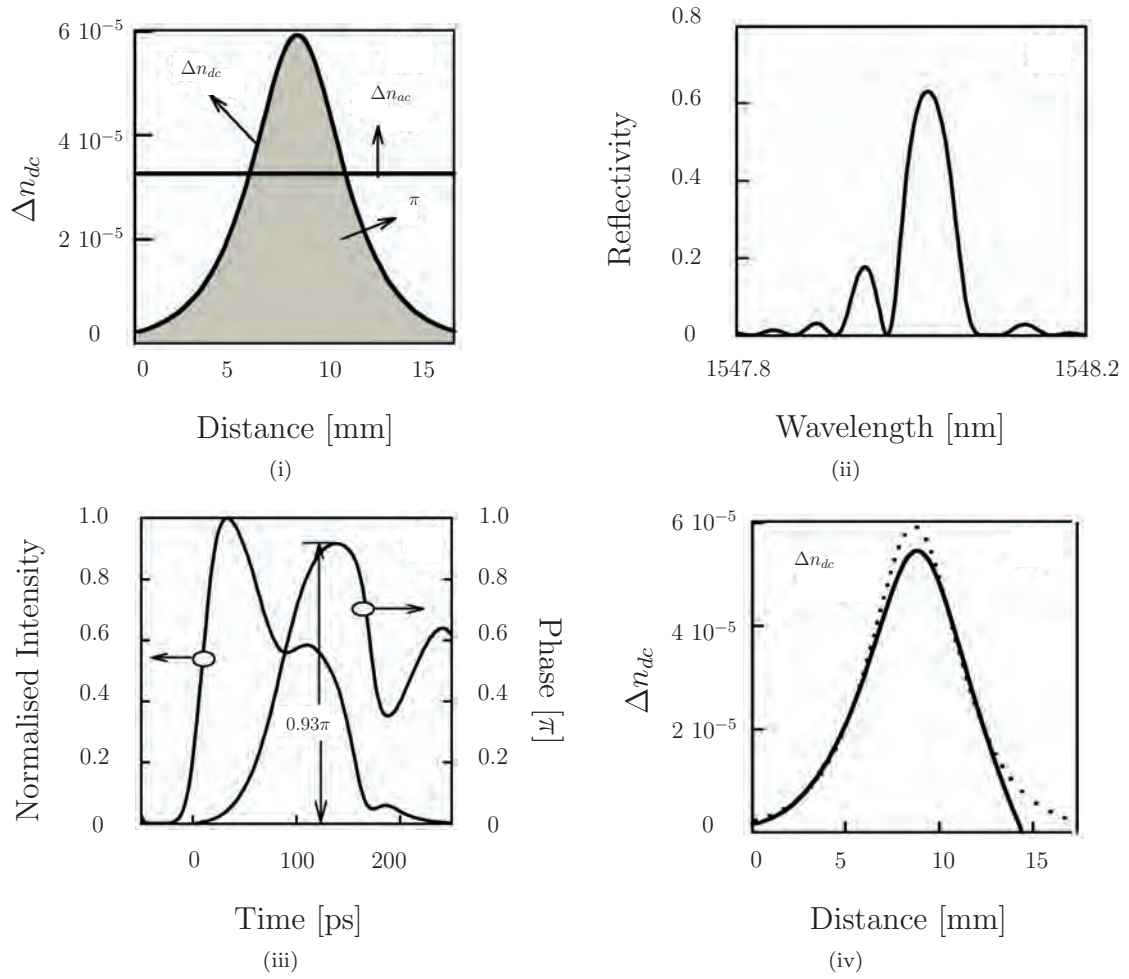 6 10⁻⁵
4 10⁻⁵
2 10⁻⁵
0
Δn_dc
Δn_dc
Δn_ac
π
0 5 10 15
Distance [mm]
(i)
0.8
0.6
0.4
0.2
0
Reflectivity
1547.8 1548.2
Wavelength [nm]
(ii)
1.0
0.8
0.6
0.4
0.2
0
Normalised Intensity
0.93π
1.0
0.8
0.6
0.4
0.2
0
Phase [π]
0 100 200
Time [ps]
(iii)
6 10⁻⁵
4 10⁻⁵
2 10⁻⁵
0
Δn_dc
Δn_dc
0 5 10 15
Distance [mm]
(iv)